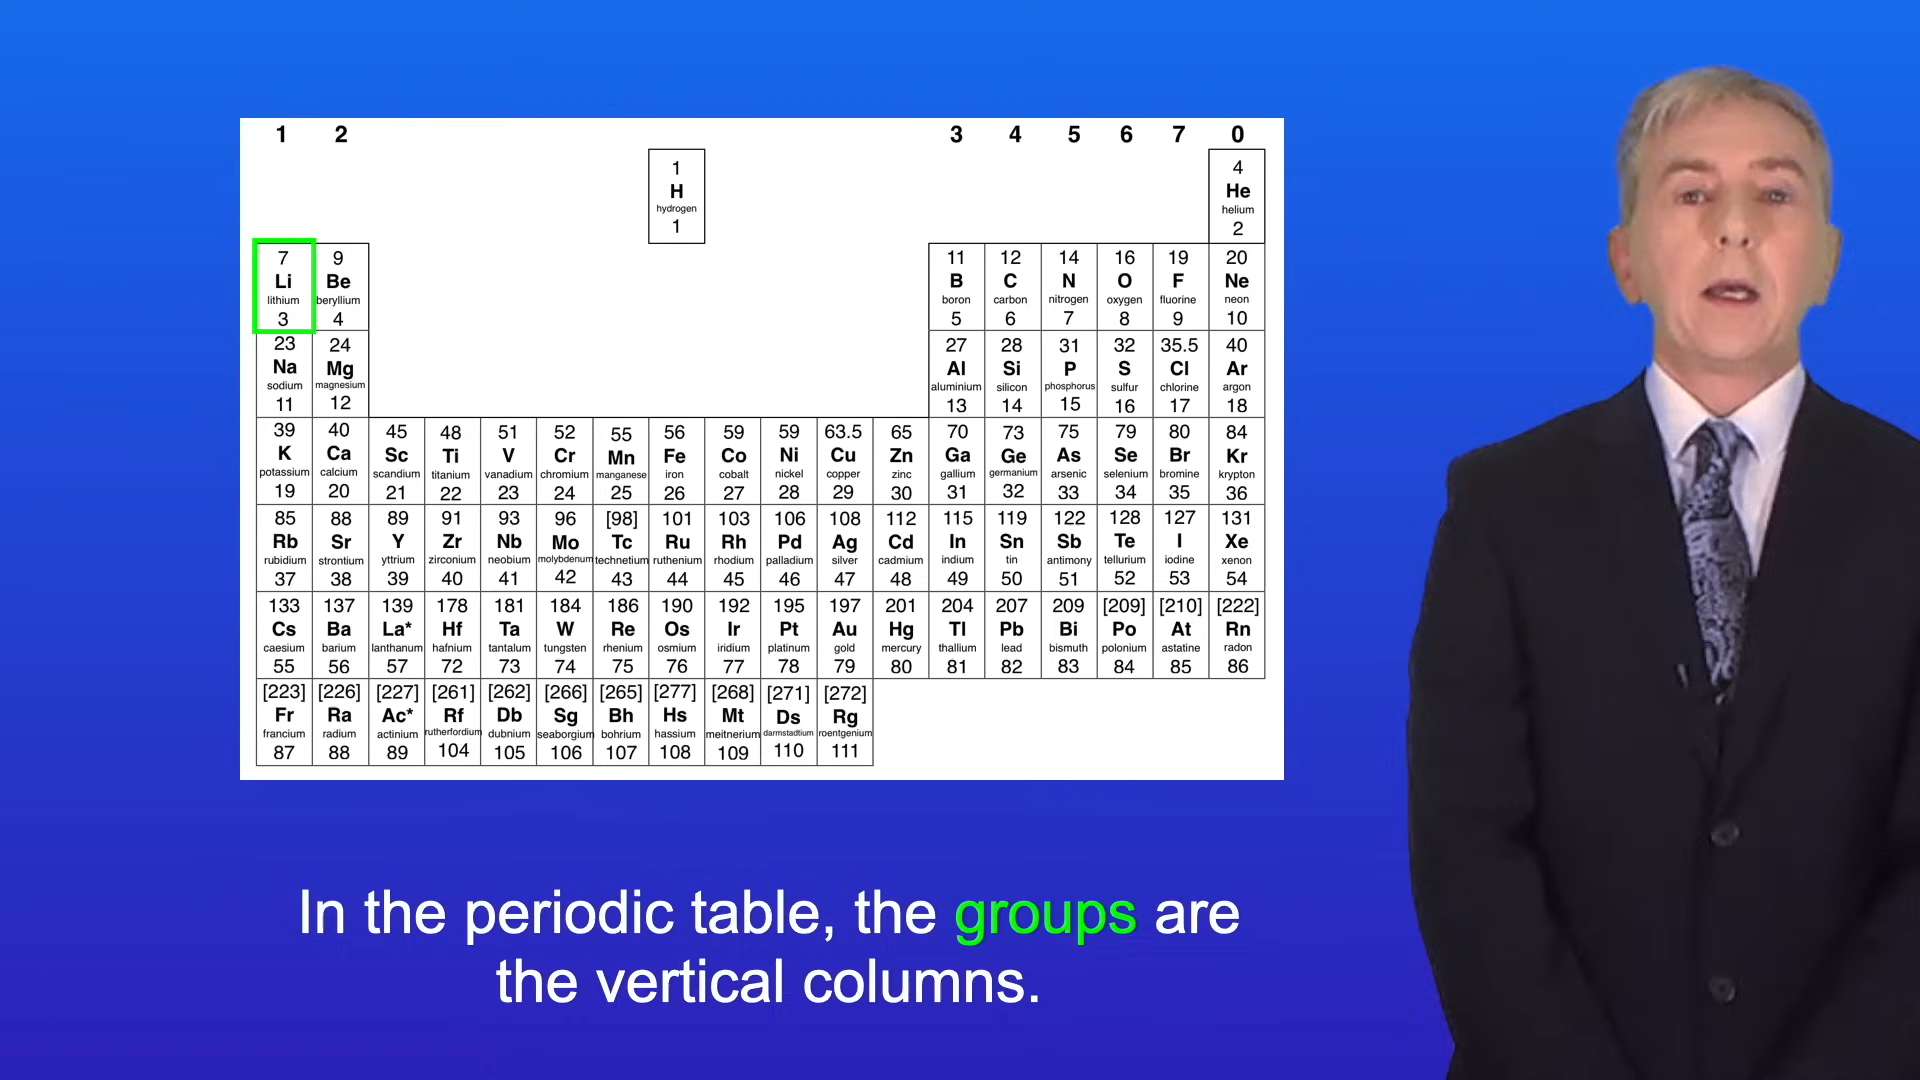 1 2 3 4 5 6 7 0
1 4
H He
hydrogen helium
1 2
7 9 11 12 14 16 19 20
Li Be B C N O F Ne
lithium beryllium boron carbon nitrogen oxygen fluorine neon
3 4 5 6 7 8 9 10
23 24 27 28 31 32 35.5 40
Na Mg Al Si P S Cl Ar
sodium magnesium aluminium silicon phosphorus sulfur chlorine argon
11 12 13 14 15 16 17 18
39 40 45 48 51 52 55 56 59 59 63.5 65 70 73 75 79 80 84
K Ca Sc Ti V Cr Mn Fe Co Ni Cu Zn Ga Ge As Se Br Kr
potassium calcium scandium titanium vanadium chromium manganese iron cobalt nickel copper zinc gallium germanium arsenic selenium bromine krypton
19 20 21 22 23 24 25 26 27 28 29 30 31 32 33 34 35 36
85 88 89 91 93 96 [98] 101 103 106 108 112 115 119 122 128 127 131
Rb Sr Y Zr Nb Mo Tc Ru Rh Pd Ag Cd In Sn Sb Te I Xe
rubidium strontium yttrium zirconium neobium molybdenum technetium ruthenium rhodium palladium silver cadmium indium tin antimony tellurium iodine xenon
37 38 39 40 41 42 43 44 45 46 47 48 49 50 51 52 53 54
133 137 139 178 181 184 186 190 192 195 197 201 204 207 209 [209] [210] [222]
Cs Ba La* Hf Ta W Re Os Ir Pt Au Hg Tl Pb Bi Po At Rn
caesium barium lanthanum hafnium tantalum tungsten rhenium osmium iridium platinum gold mercury thallium lead bismuth polonium astatine radon
55 56 57 72 73 74 75 76 77 78 79 80 81 82 83 84 85 86
[223] [226] [227] [261] [262] [266] [265] [277] [268] [271] [272]
Fr Ra Ac* Rf Db Sg Bh Hs Mt Ds Rg
francium radium actinium rutherfordium dubnium seaborgium bohrium hassium meitnerium darmstadtium roentgenium
87 88 89 104 105 106 107 108 109 110 111
In the periodic table, the groups are
the vertical columns.